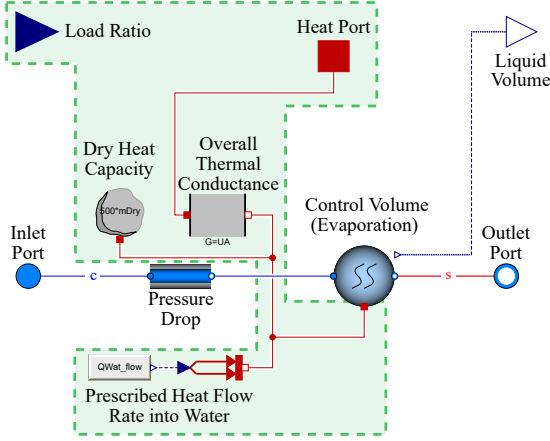 Load Ratio
Heat Port
Liquid
Volume
Dry Heat
Capacity
Overall
Thermal
Conductance
500*mDry
G=UA
Control Volume
(Evaporation)
Inlet
Port
Outlet
Port
c
s
Pressure
Drop
QWat_flow
Prescribed Heat Flow
Rate into Water